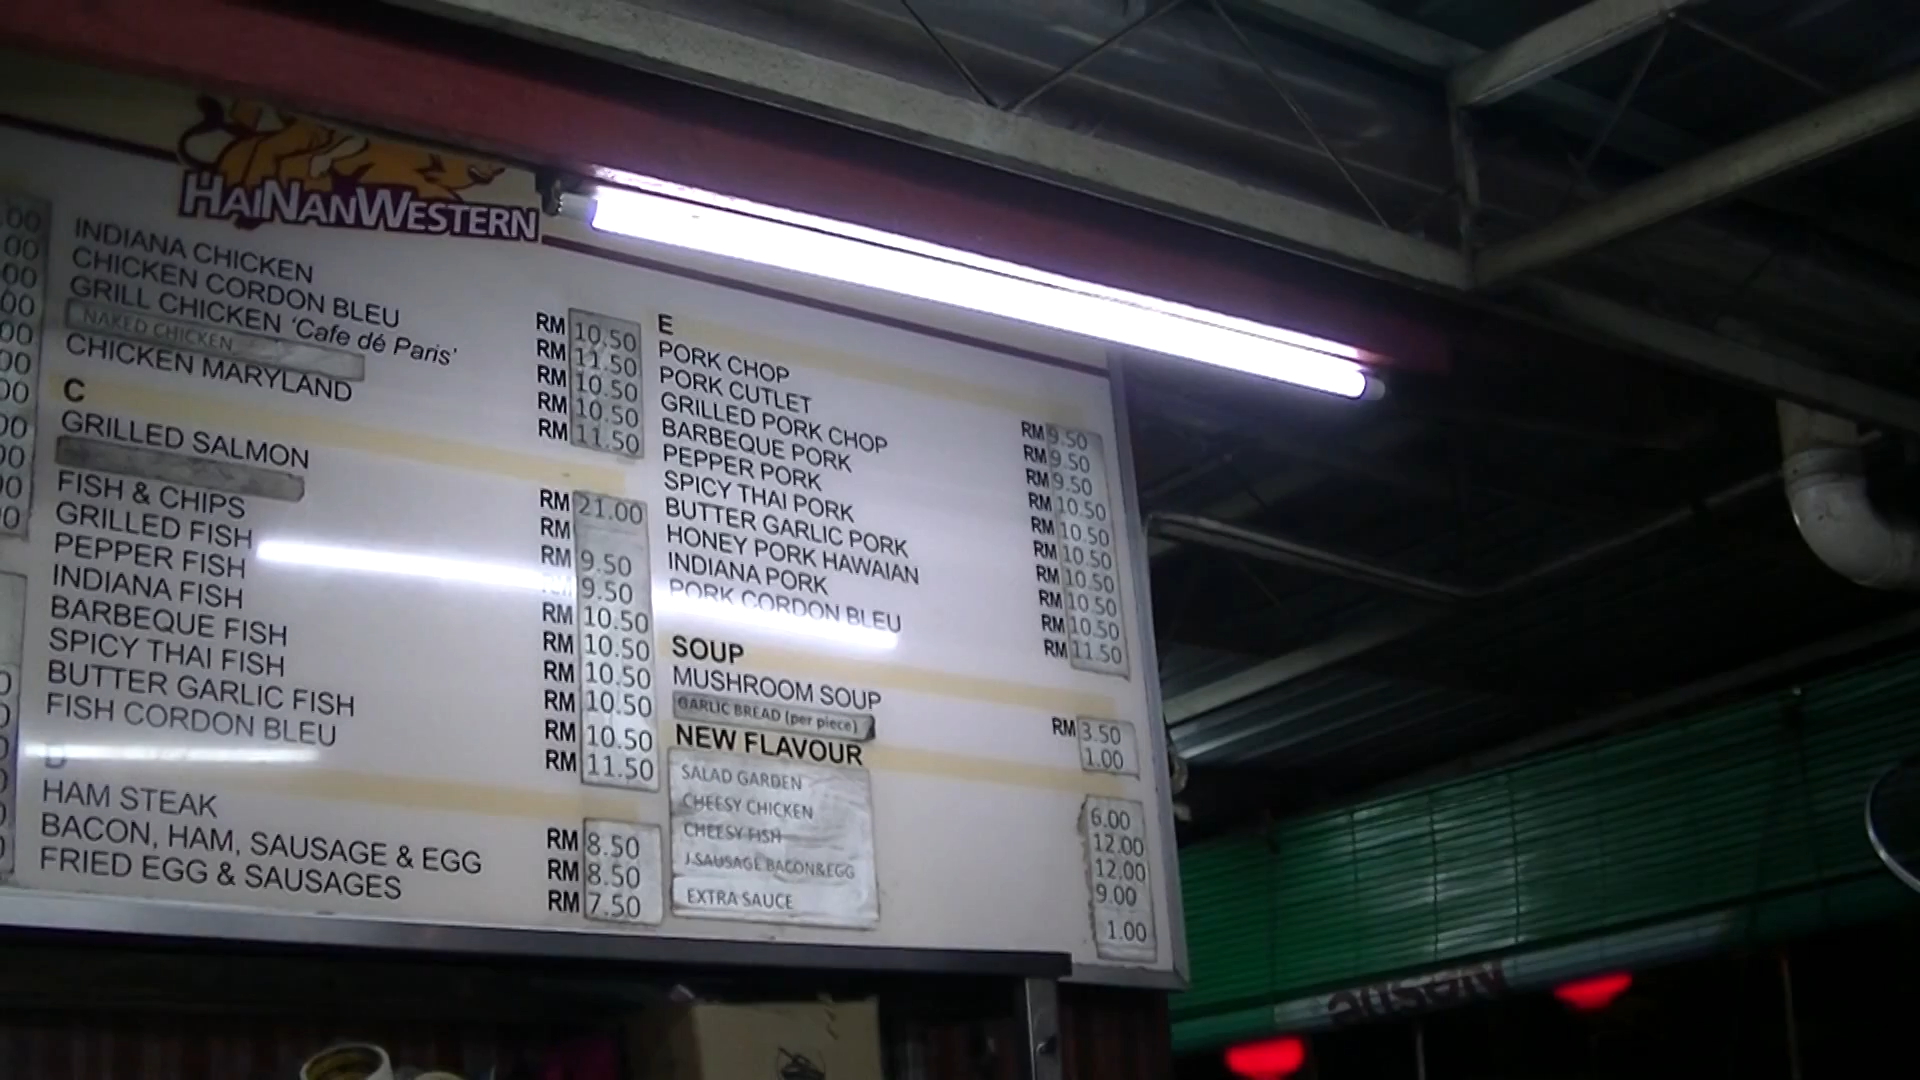 HAINANWESTERN
INDIANA CHICKEN RM 10.50
CHICKEN CORDON BLEU RM 11.50
GRILL CHICKEN 'Cafe dé Paris' RM 10.50
NAKED CHICKEN RM 10.50
CHICKEN MARYLAND RM 11.50
C
GRILLED SALMON RM 21.00
RM
FISH & CHIPS RM 9.50
GRILLED FISH 9.50
PEPPER FISH RM 10.50
INDIANA FISH RM 10.50
BARBEQUE FISH RM 10.50
SPICY THAI FISH RM 10.50
BUTTER GARLIC FISH RM 10.50
FISH CORDON BLEU RM 11.50
D
HAM STEAK RM 8.50
BACON, HAM, SAUSAGE & EGG RM 8.50
FRIED EGG & SAUSAGES RM 7.50
E
PORK CHOP RM 9.50
PORK CUTLET RM 9.50
GRILLED PORK CHOP RM 9.50
BARBEQUE PORK RM 10.50
PEPPER PORK RM 10.50
SPICY THAI PORK RM 10.50
BUTTER GARLIC PORK RM 10.50
HONEY PORK HAWAIAN RM 10.50
INDIANA PORK RM 10.50
PORK CORDON BLEU RM 11.50
SOUP
MUSHROOM SOUP RM 3.50
GARLIC BREAD (per piece) 1.00
NEW FLAVOUR
SALAD GARDEN 6.00
CHEESY CHICKEN 12.00
CHEESY FISH 12.00
J.SAUSAGE BACON&EGG 9.00
EXTRA SAUCE 1.00